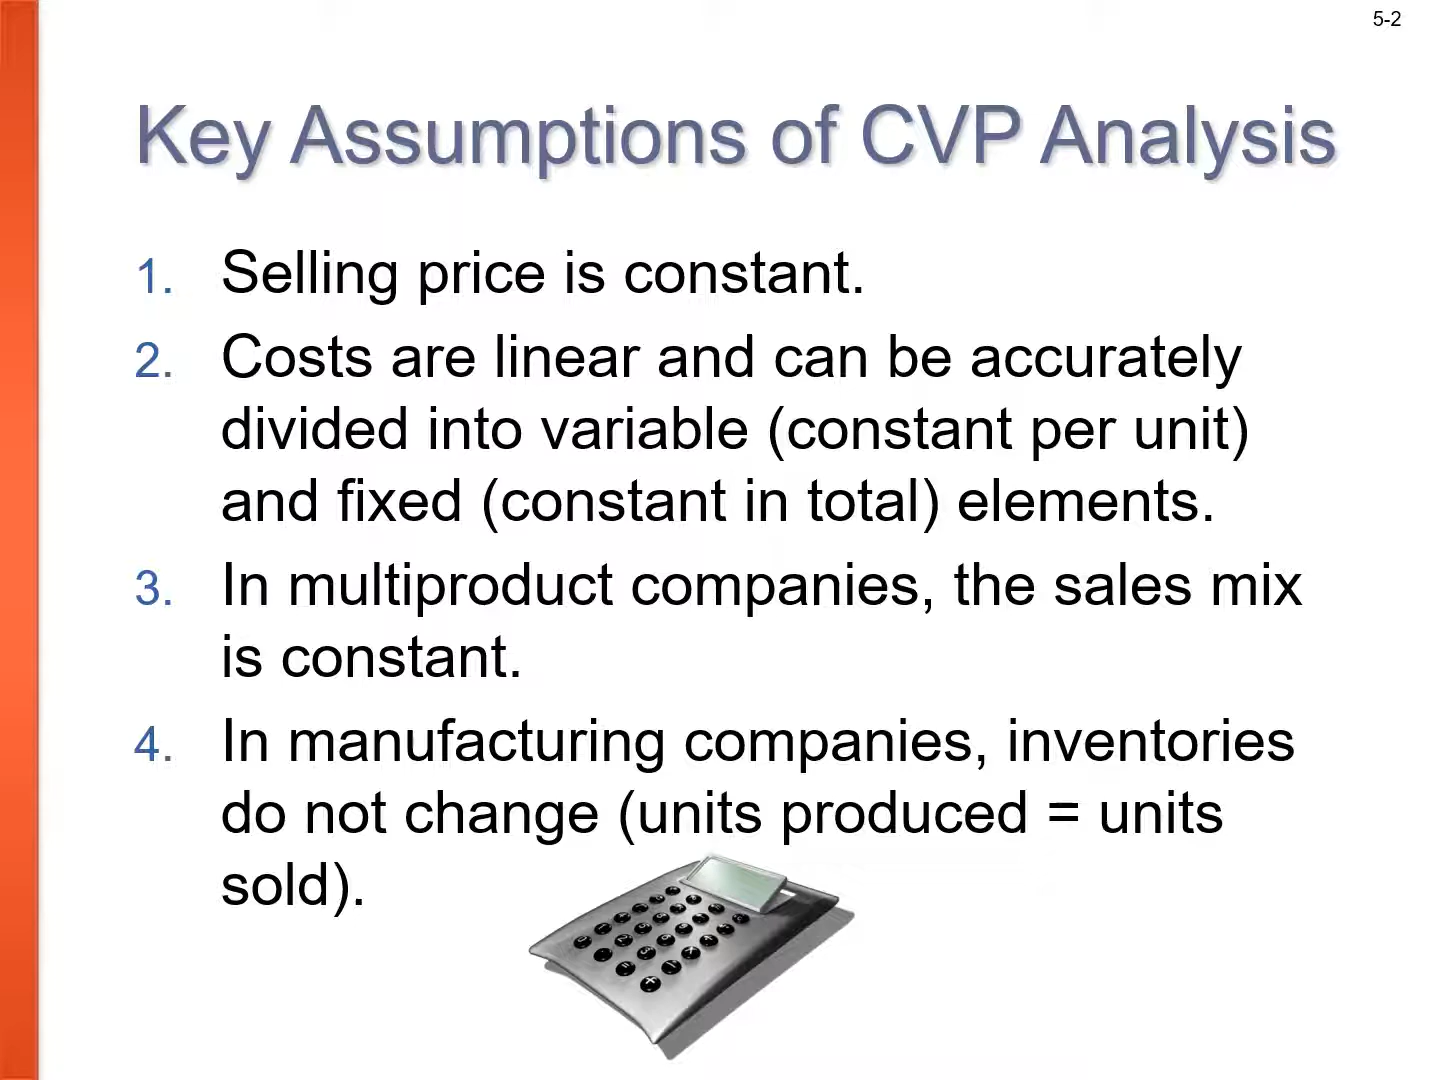 5-2
Key Assumptions of CVP Analysis
1. Selling price is constant.
2. Costs are linear and can be accurately
divided into variable (constant per unit)
and fixed (constant in total) elements.
3. In multiproduct companies, the sales mix
is constant.
4. In manufacturing companies, inventories
do not change (units produced = units
sold).